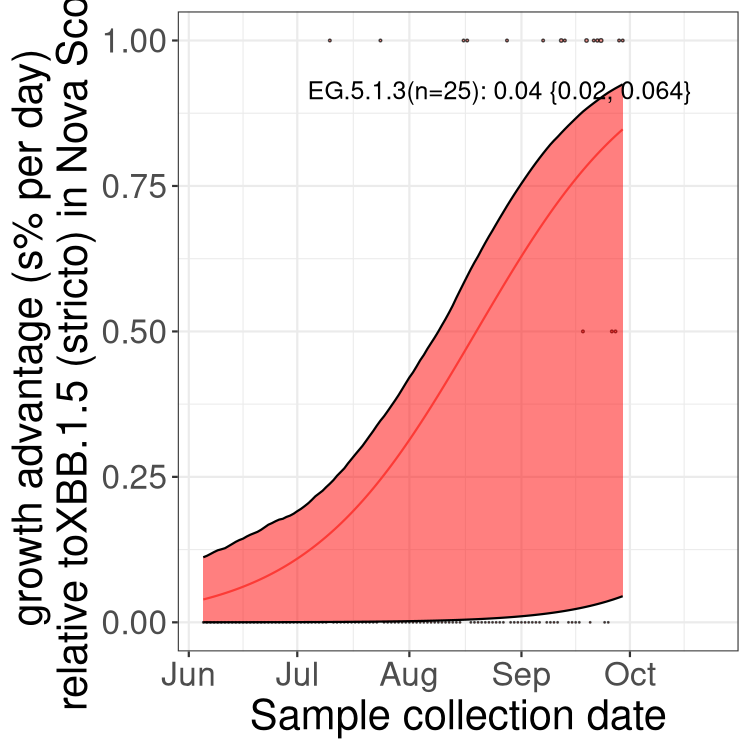 growth advantage (s% per day)
relative toXBB.1.5 (stricto) in Nova Sco
1.00
0.75
0.50
0.25
0.00
EG.5.1.3(n=25): 0.04 {0.02, 0.064}
Jun Jul Aug Sep Oct
Sample collection date